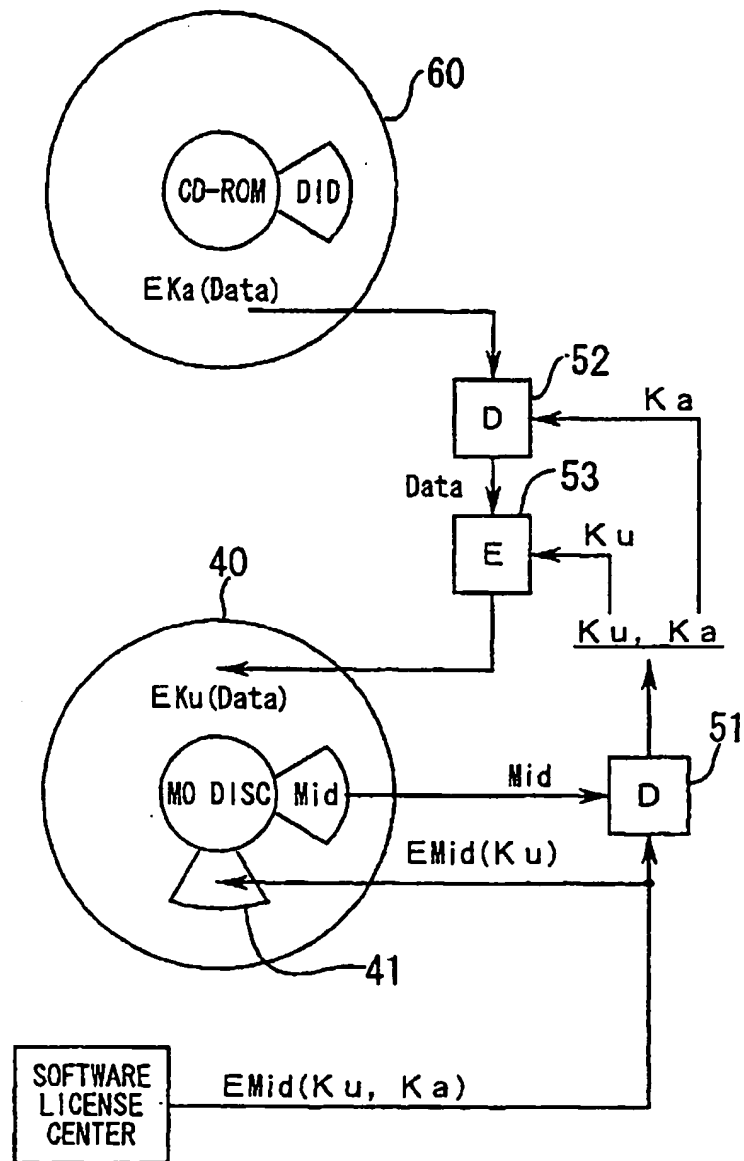 60
CD-ROM
DID
EKa(Data)
52
Ka
D
Data
53
Ku
E
40
Ku, Ka
EKu(Data)
51
MO DISC
Mid
Mid
D
EMid(Ku)
41
SOFTWARE
LICENSE
CENTER
EMid(Ku, Ka)